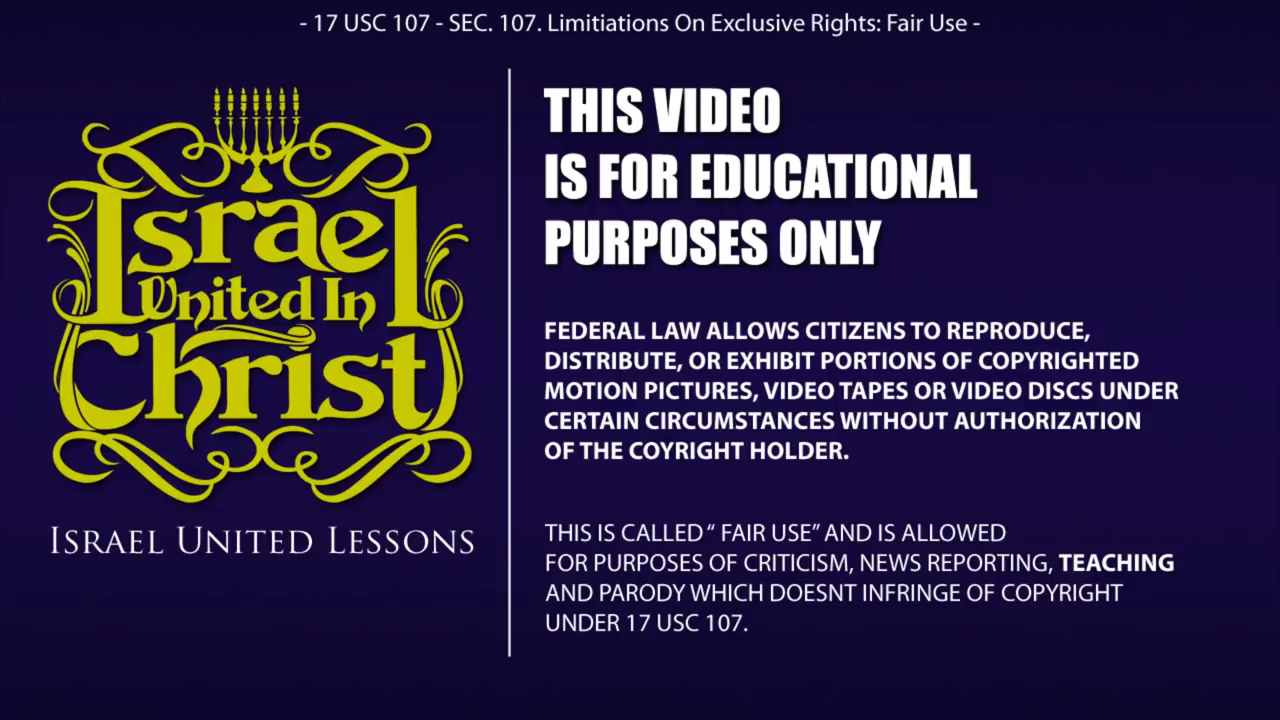 - 17 USC 107 - SEC. 107. Limitiations On Exclusive Rights: Fair Use -
Israel
United In
Christ
ISRAEL UNITED LESSONS
THIS VIDEO
IS FOR EDUCATIONAL
PURPOSES ONLY
FEDERAL LAW ALLOWS CITIZENS TO REPRODUCE,
DISTRIBUTE, OR EXHIBIT PORTIONS OF COPYRIGHTED
MOTION PICTURES, VIDEO TAPES OR VIDEO DISCS UNDER
CERTAIN CIRCUMSTANCES WITHOUT AUTHORIZATION
OF THE COYRIGHT HOLDER.
THIS IS CALLED “ FAIR USE” AND IS ALLOWED
FOR PURPOSES OF CRITICISM, NEWS REPORTING, TEACHING
AND PARODY WHICH DOESNT INFRINGE OF COPYRIGHT
UNDER 17 USC 107.